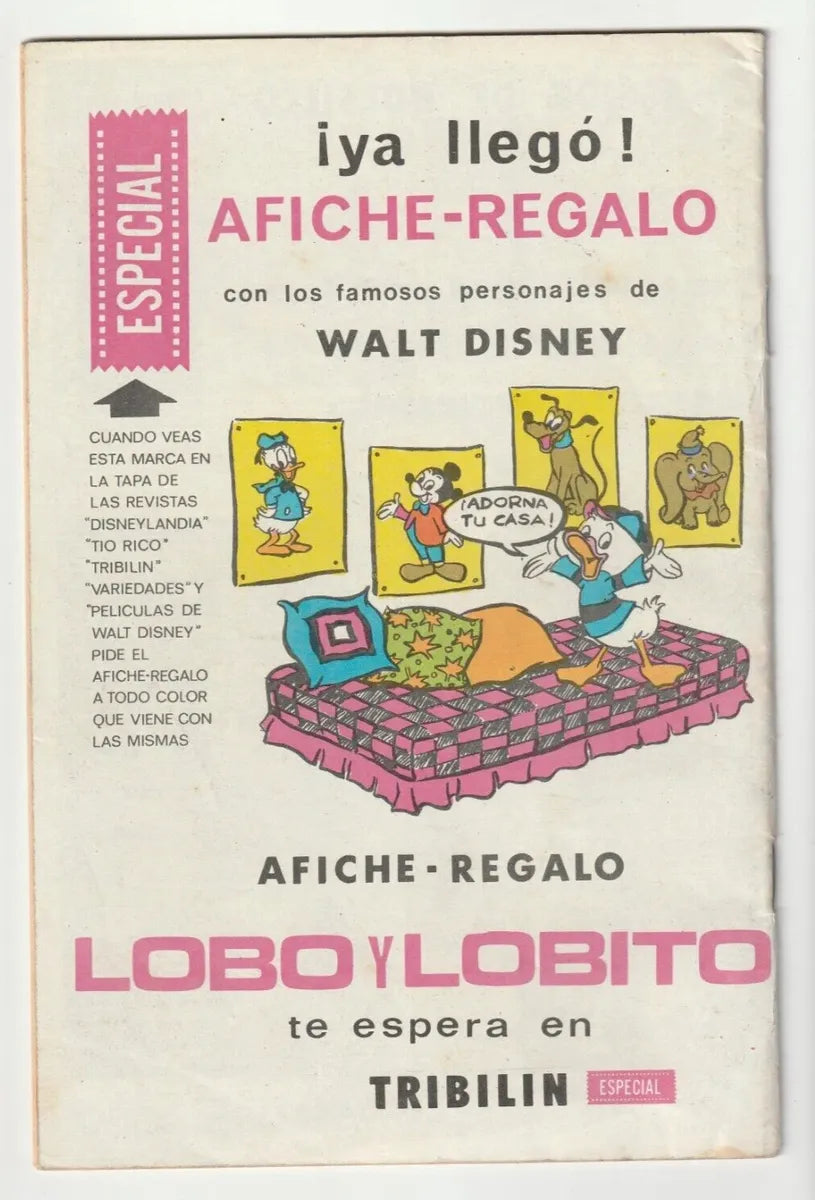 ESPECIAL
¡ya llegó!
AFICHE-REGALO
con los famosos personajes de
WALT DISNEY
CUANDO VEAS
ESTA MARCA EN
LA TAPA DE
LAS REVISTAS
"DISNEYLANDIA"
"TIO RICO"
"TRIBILIN"
"VARIEDADES" Y
"PELICULAS DE
WALT DISNEY"
PIDE EL
AFICHE-REGALO
A TODO COLOR
QUE VIENE CON
LAS MISMAS
¡ADORNA
TU CASA!
AFICHE-REGALO
LOBO Y LOBITO
te espera en
TRIBILIN ESPECIAL